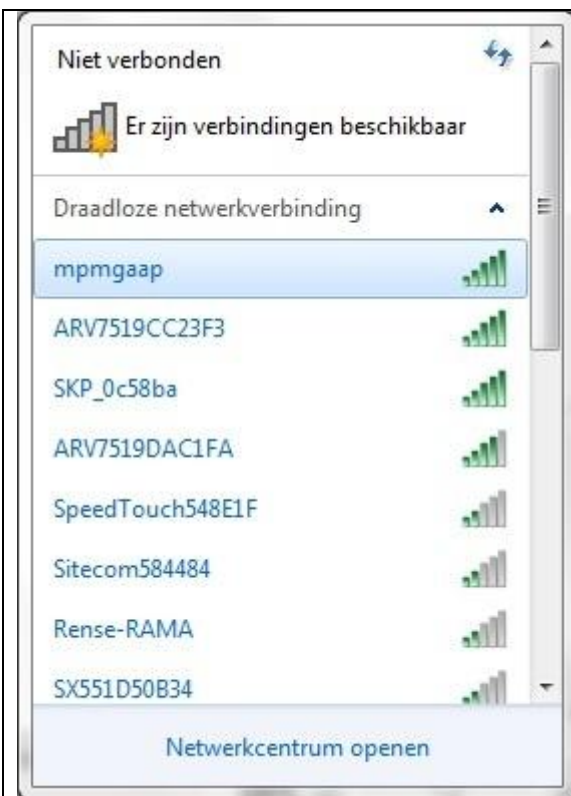 Niet verbonden
Er zijn verbindingen beschikbaar
Draadloze netwerkverbinding
mpmgaap
ARV7519CC23F3
SKP_0c58ba
ARV7519DAC1FA
SpeedTouch548E1F
Sitecom584484
Rense-RAMA
SX551D50B34
Netwerkcentrum openen